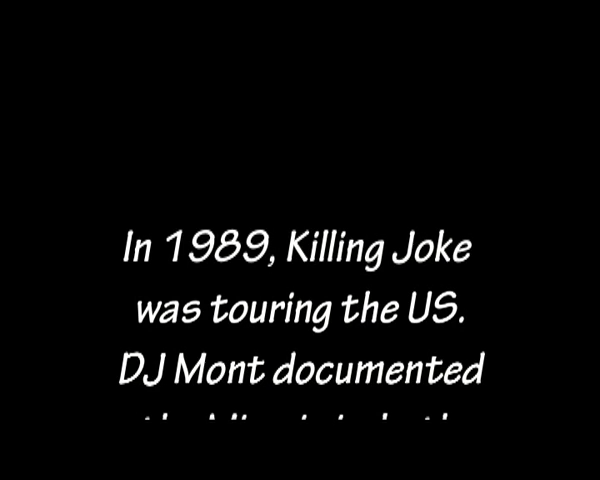 In 1989, Killing Joke
was touring the US.
DJ Mont documented